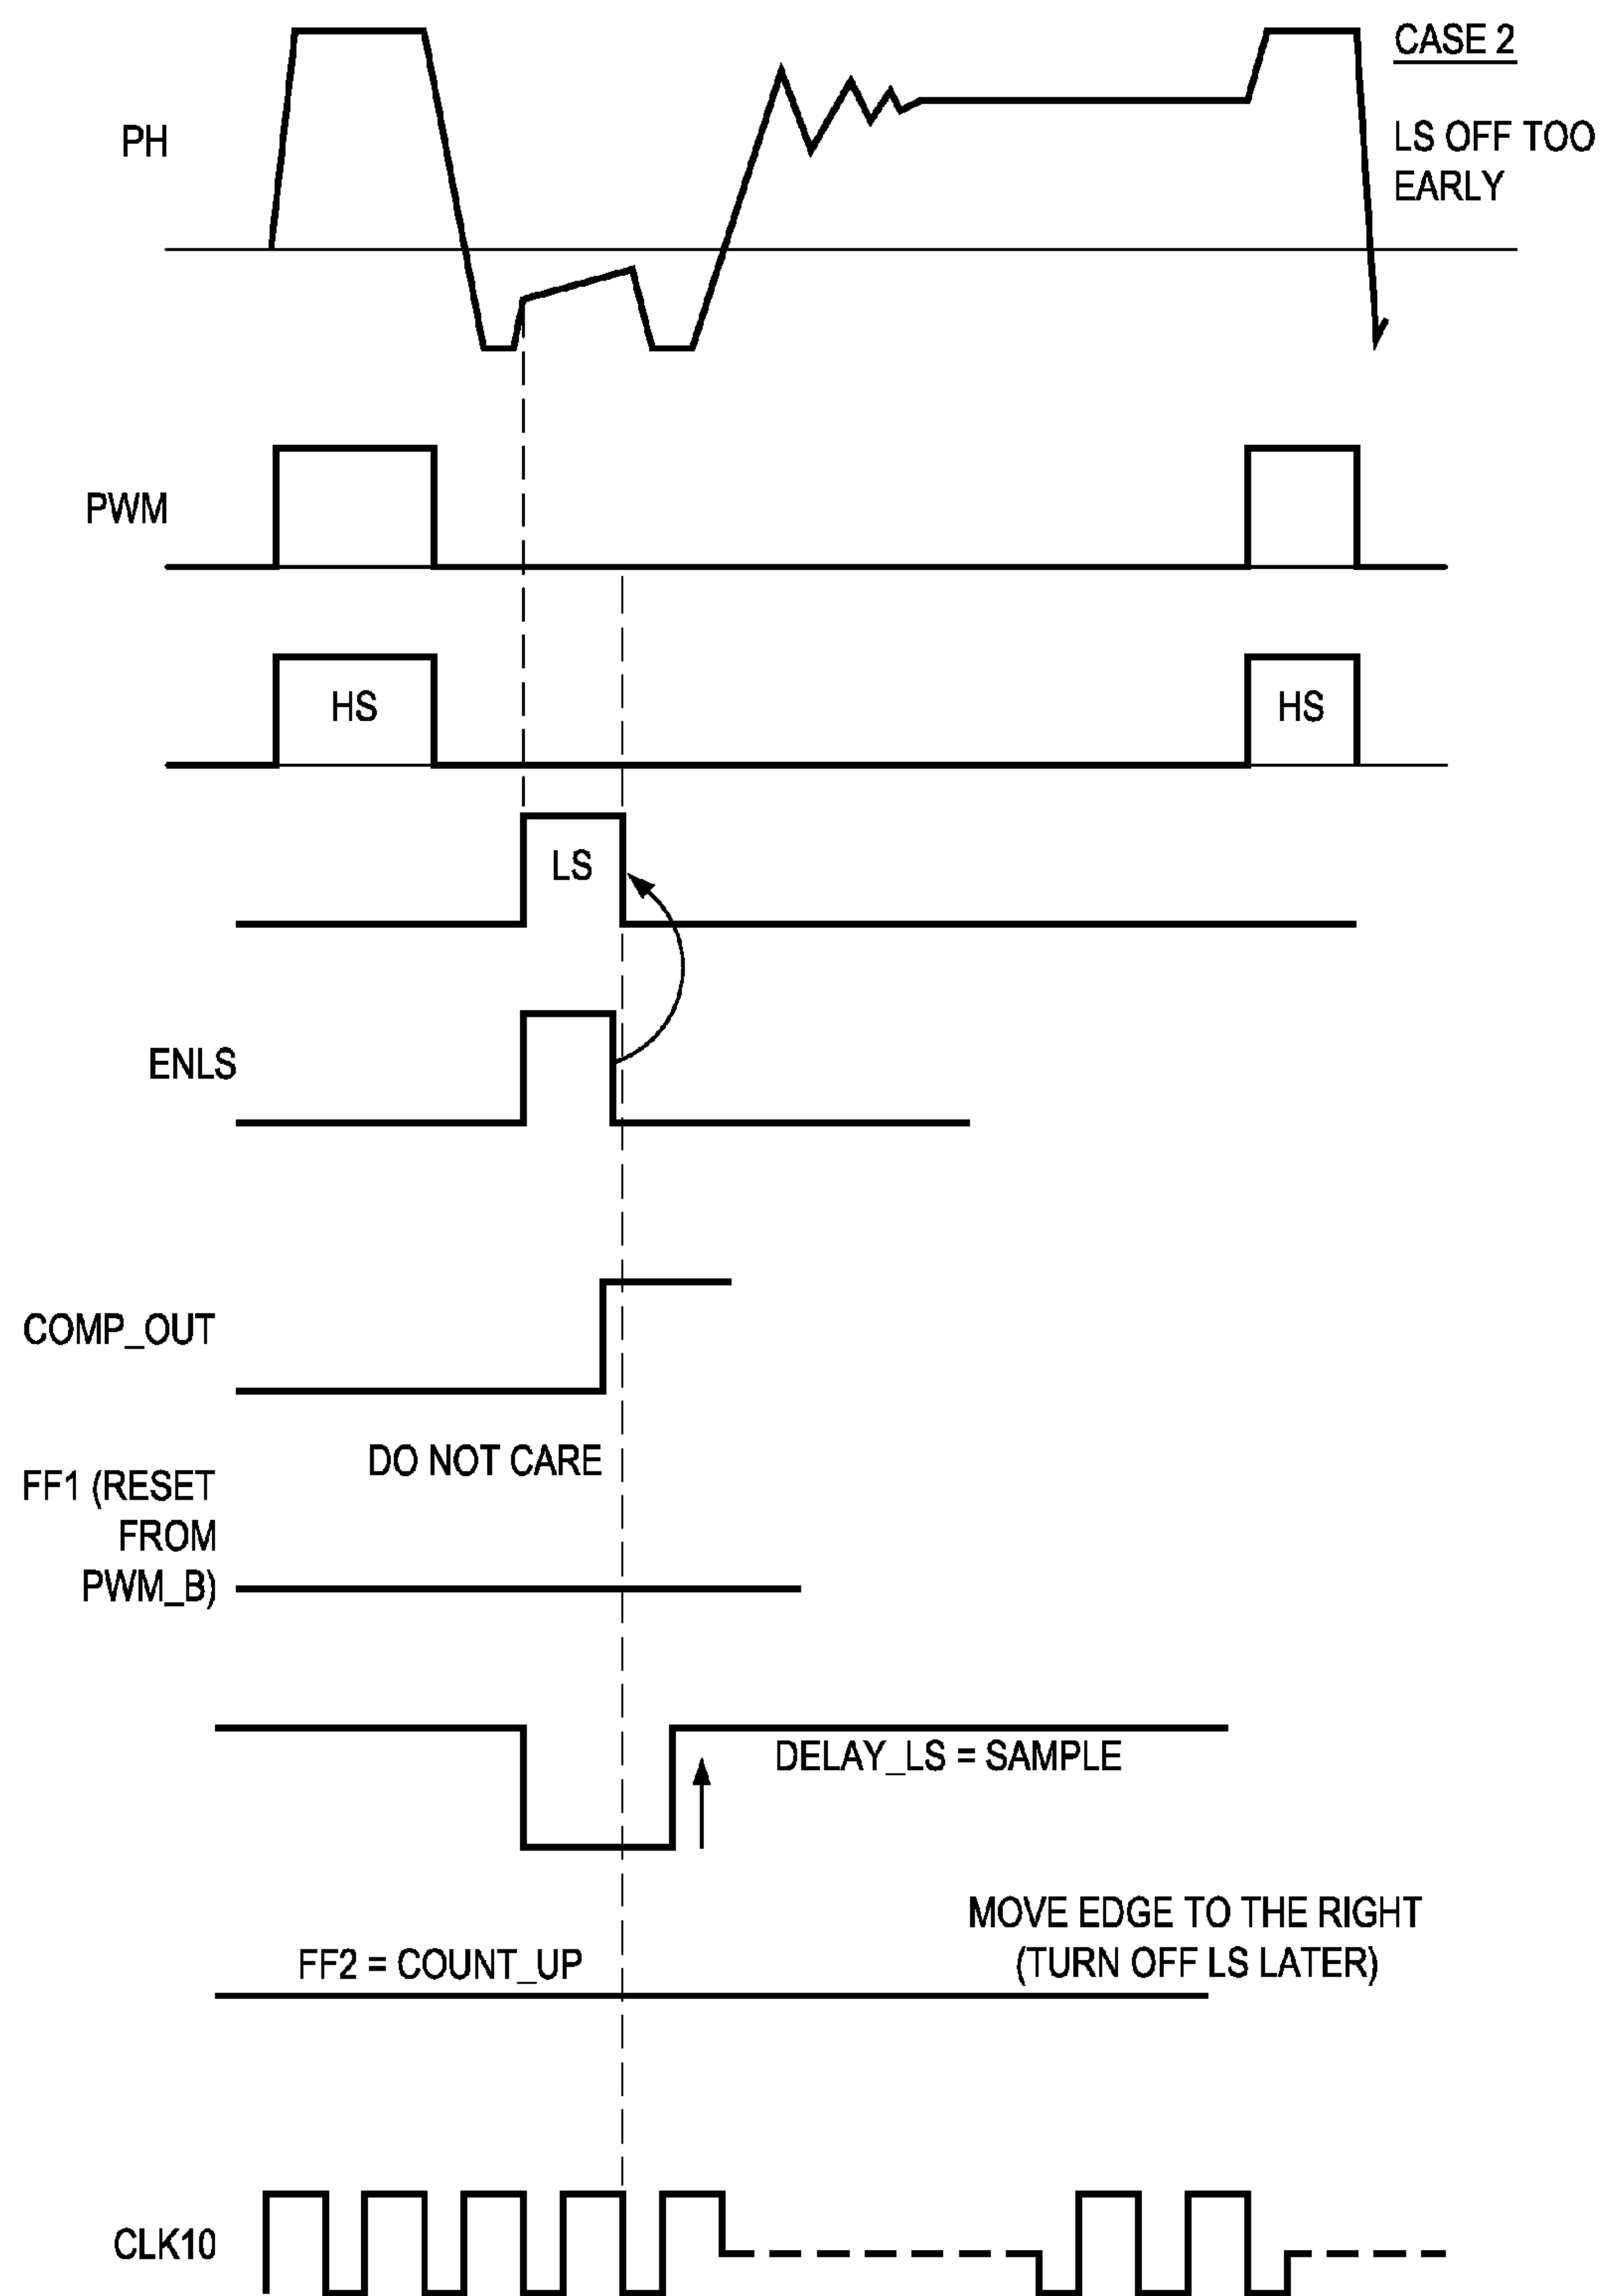 CASE 2
PH
LS OFF TOO
EARLY
PWM
HS
HS
LS
ENLS
COMP_OUT
DO NOT CARE
FF1 (RESET
FROM
PWM_B)
DELAY_LS = SAMPLE
MOVE EDGE TO THE RIGHT
(TURN OFF LS LATER)
FF2 = COUNT_UP
CLK10